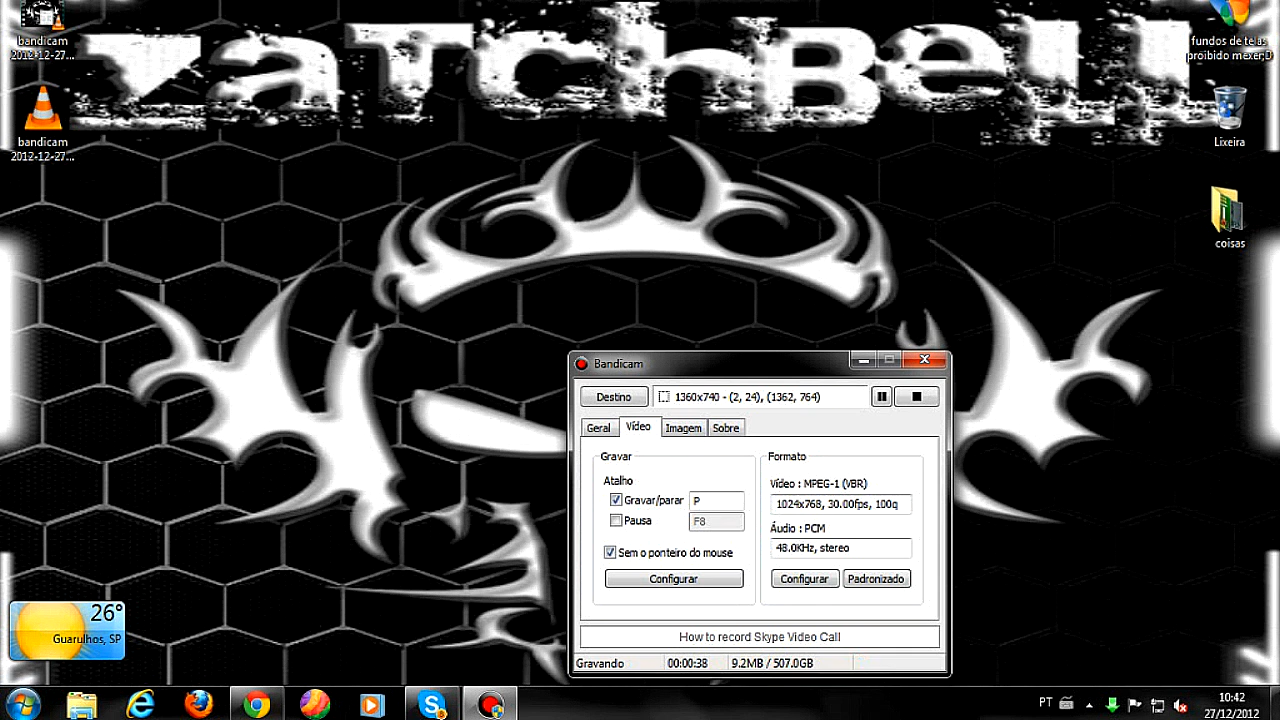 ZaTchBeLL
bandicam
2012-12-27...
bandicam
2012-12-27...
fundos de telas
proibido mexer;D
Lixeira
coisas
Bandicam
Destino
1360x740 - (2, 24), (1362, 764)
Geral
Vídeo
Imagem
Sobre
Gravar
Atalho
Gravar/parar
P
Pausa
F8
Sem o ponteiro do mouse
Configurar
Formato
Vídeo : MPEG-1 (VBR)
1024x768, 30.00fps, 100q
Áudio : PCM
48.0KHz, stereo
Configurar
Padronizado
How to record Skype Video Call
Gravando
00:00:38
9.2MB / 507.0GB
26°
Guarulhos, SP
PT
10:42
27/12/2012